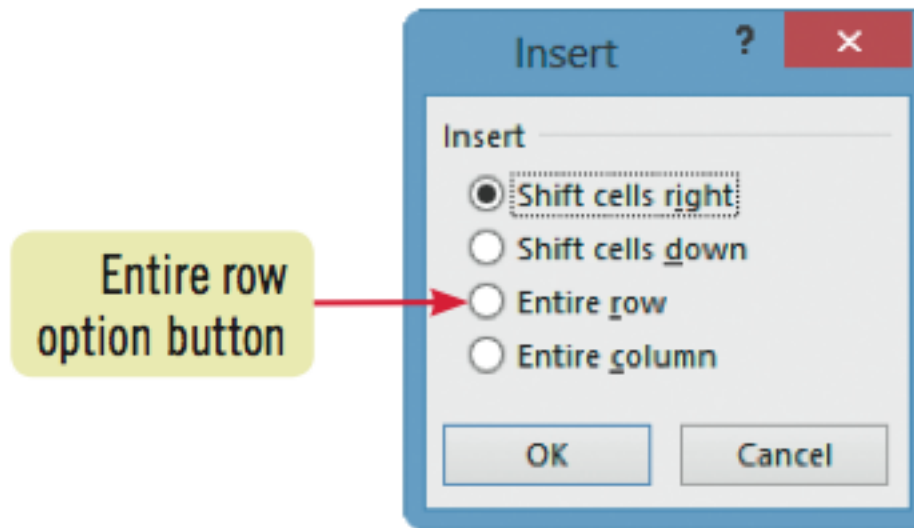 Insert
?
Insert
Shift cells right
Shift cells down
Entire row
option button
Entire row
Entire column
OK
Cancel